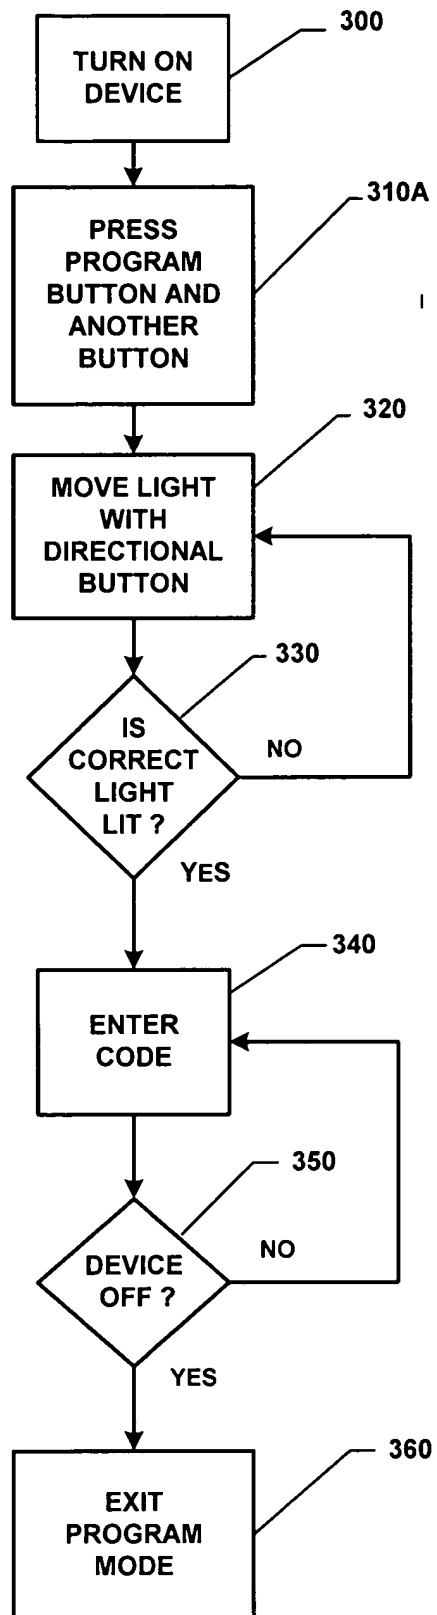 300
TURN ON
DEVICE
310A
PRESS
PROGRAM
BUTTON AND
ANOTHER
BUTTON
320
MOVE LIGHT
WITH
DIRECTIONAL
BUTTON
330
IS
CORRECT
LIGHT
LIT ?
NO
YES
340
ENTER
CODE
350
DEVICE
OFF ?
NO
YES
360
EXIT
PROGRAM
MODE